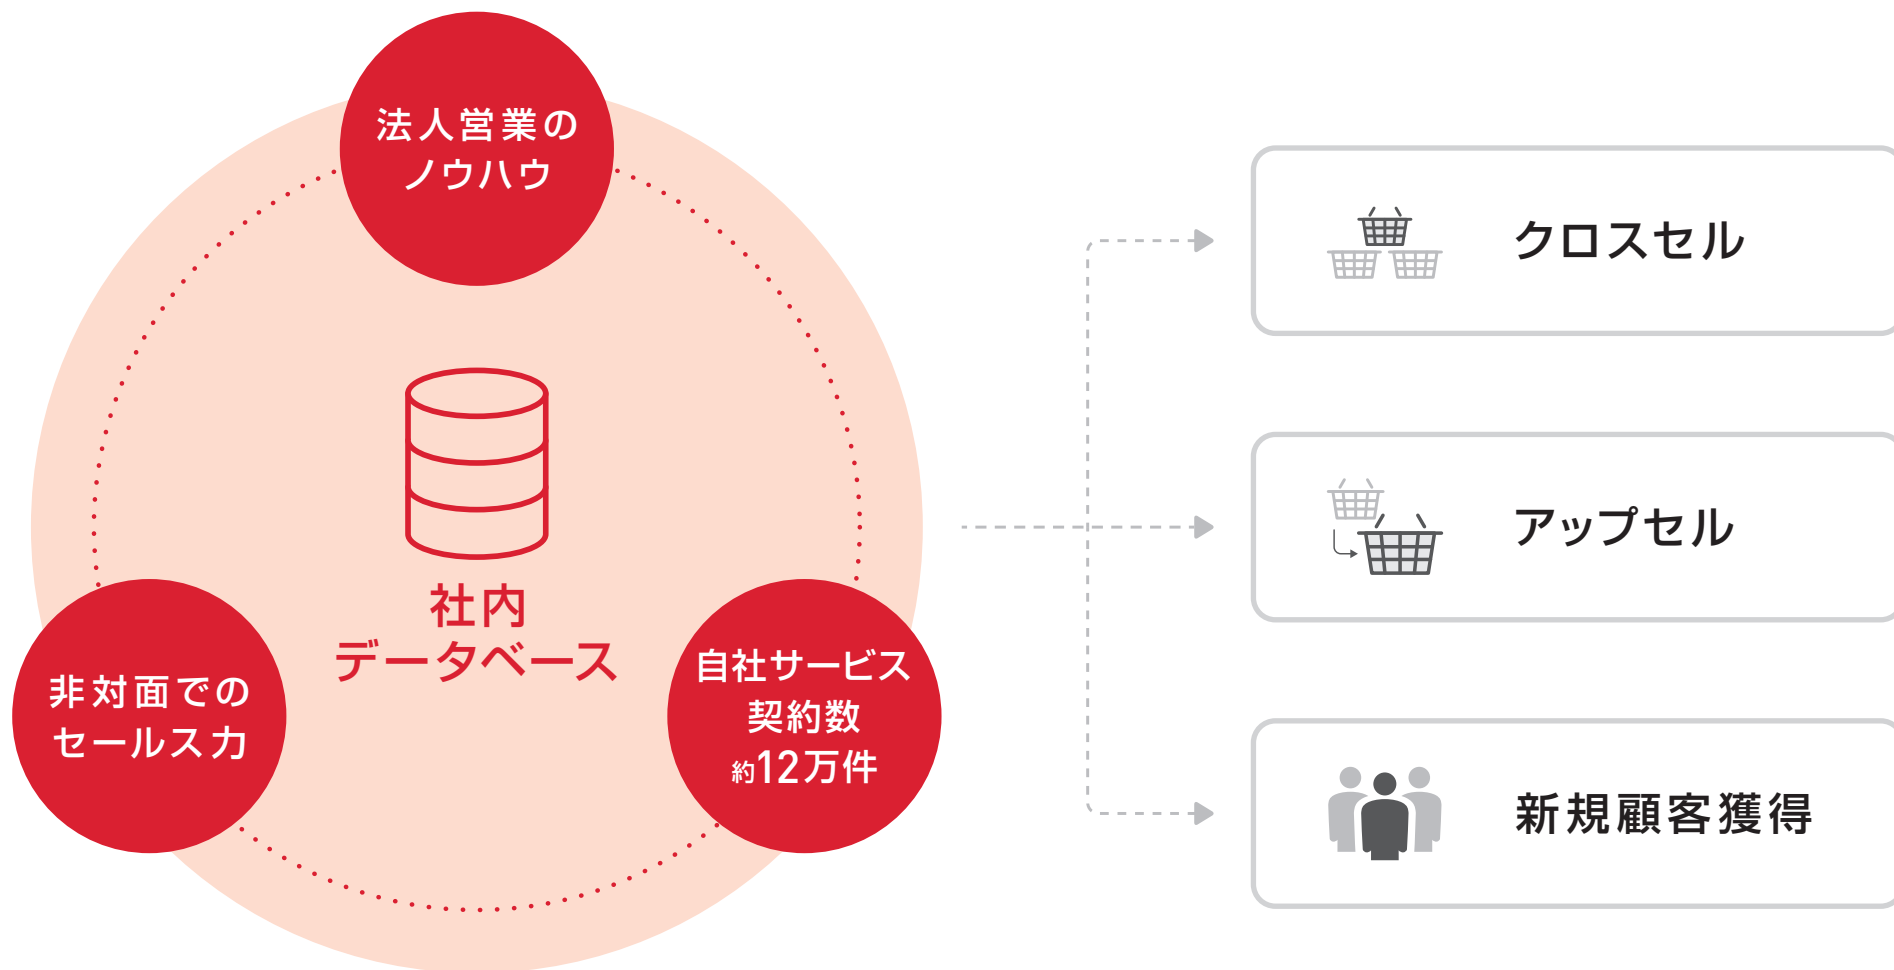 法人営業の
ノウハウ
社内
データベース
非対面での
セールス力
自社サービス
契約数
約12万件
クロスセル
アップセル
新規顧客獲得